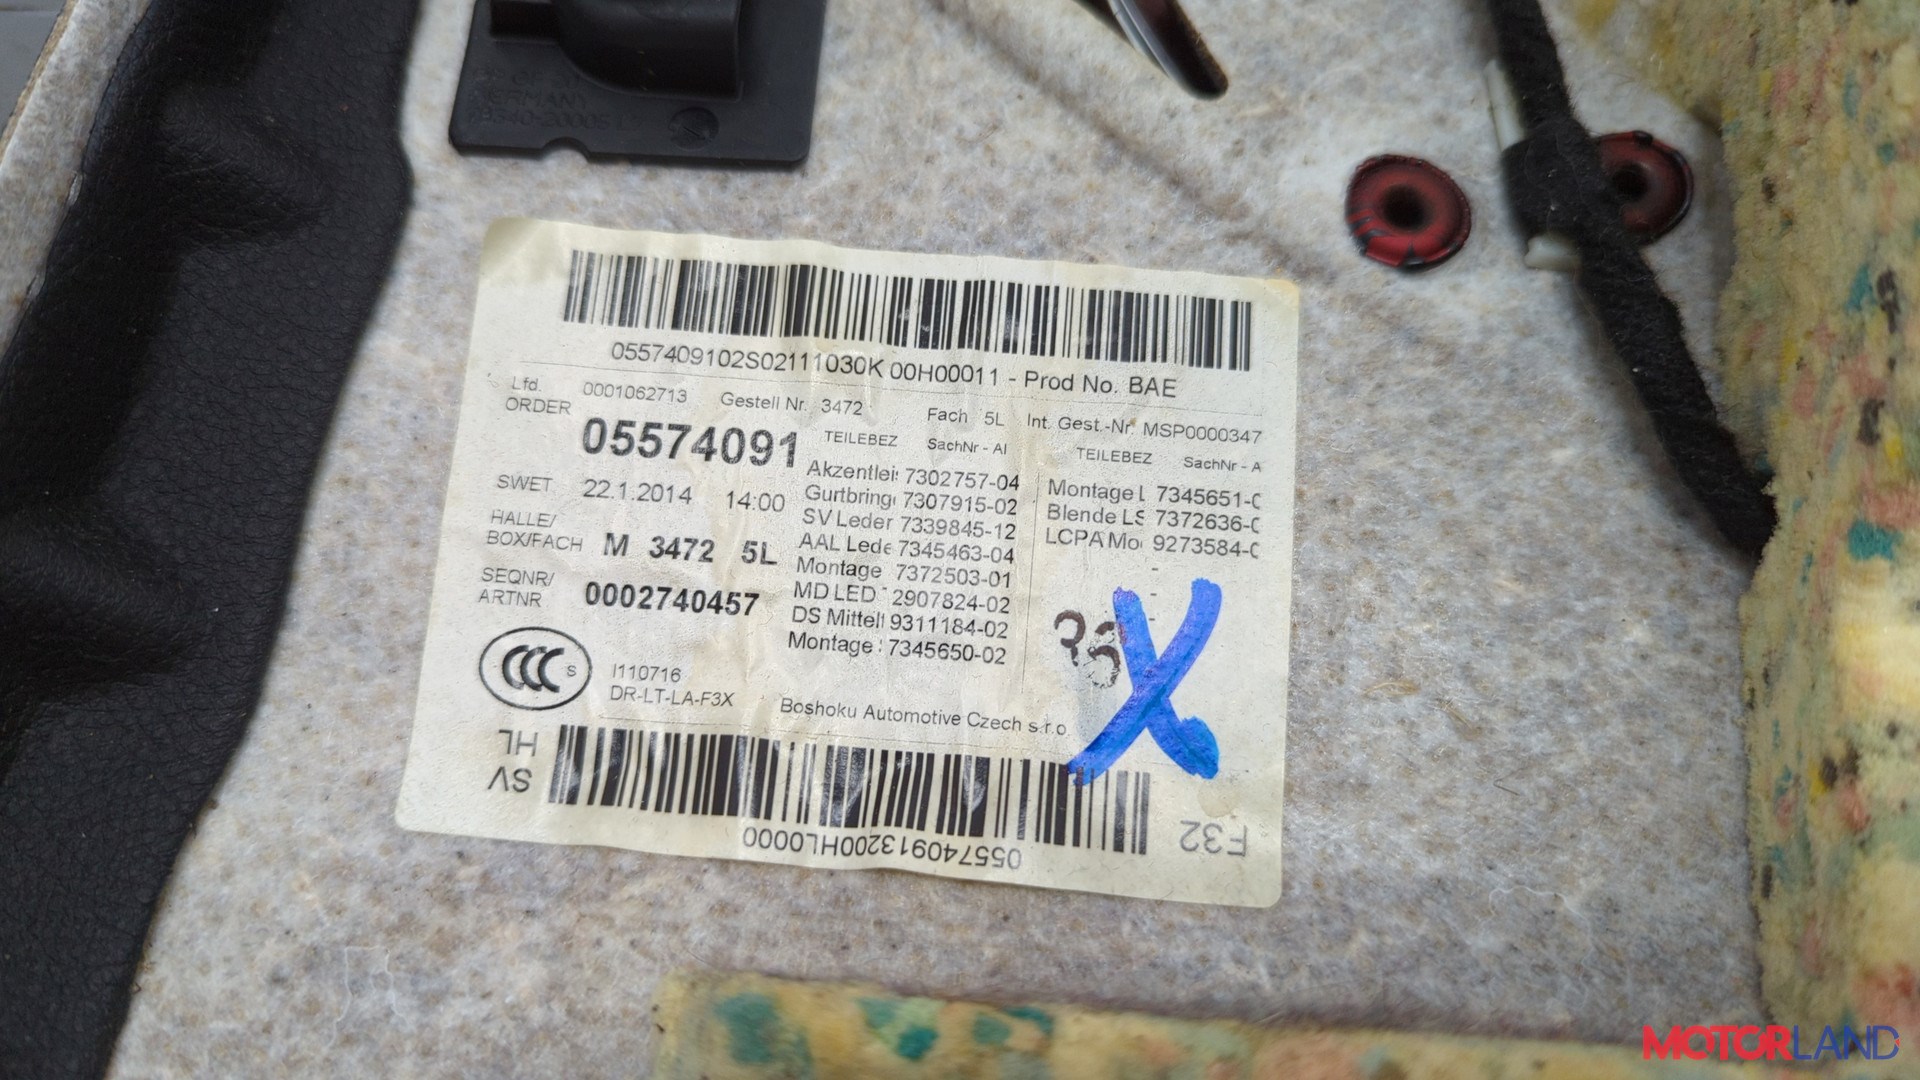 GERMANY
0557409102S02111030K 00H00011 - Prod No. BAE
Lfd. ORDER 0001062713 Gestell Nr. 3472 Fach 5L Int. Gest.-Nr. MSP0000347
05574091
TEILEBEZ SachNr - AI TEILEBEZ SachNr - A
SWET 22.1.2014 14:00
HALLE/
BOX/FACH M 3472 5L
SEQNR/
ARTNR 0002740457
Akzentlei 7302757-04
Gurtbring 7307915-02
SV Leder 7339845-12
AAL Lede 7345463-04
Montage 7372503-01
MD LED 2907824-02
DS Mittel 9311184-02
Montage 7345650-02
Montage L 7345651-0
Blende LS 7372636-0
LCPA Mo 9273584-0
-
-
-
CCC S
I110716
DR-LT-LA-F3X
Boshoku Automotive Czech s.r.o.
X
SV
HL
055740913200HL0000
F32
MOTORLAND